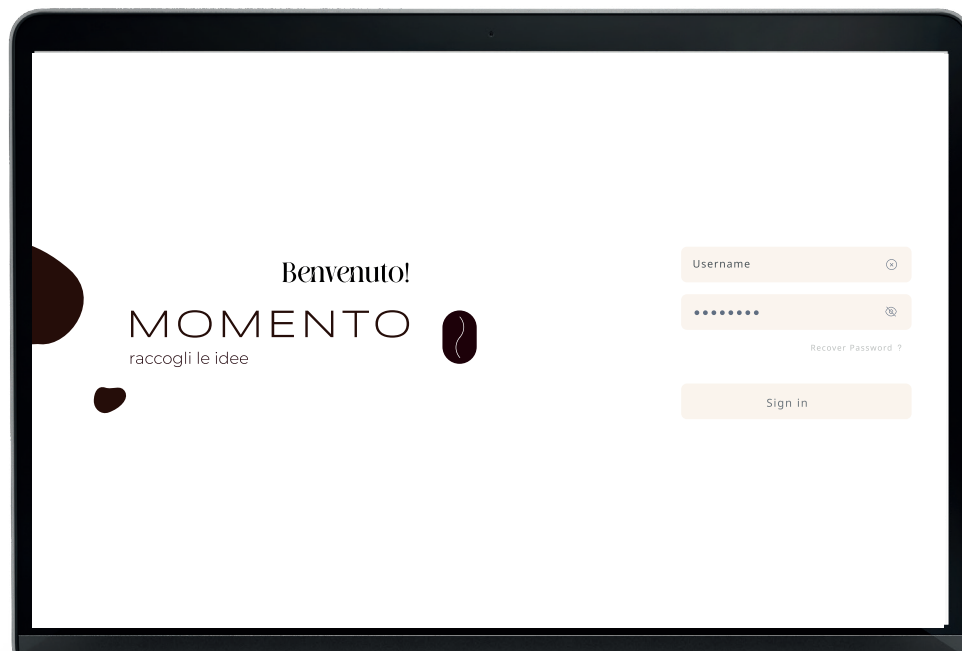 Benvenuto!
MOMENTO
raccogli le idee
Username
••••••••
Recover Password ?
Sign in